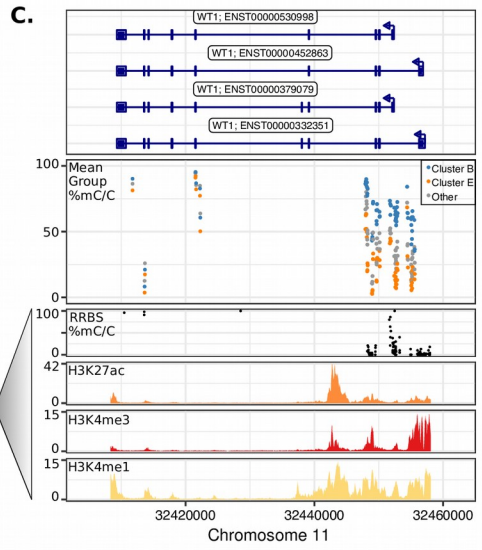 C.
WT1; ENST00000530998
WT1; ENST00000452863
WT1; ENST00000379079
WT1; ENST00000332351
100
50
0
Mean
Group
%mC/C
Cluster B
Cluster E
Other
100
0
RRBS
%mC/C
42
0
H3K27ac
15
0
H3K4me3
15
0
H3K4me1
32420000 32440000 32460000
Chromosome 11